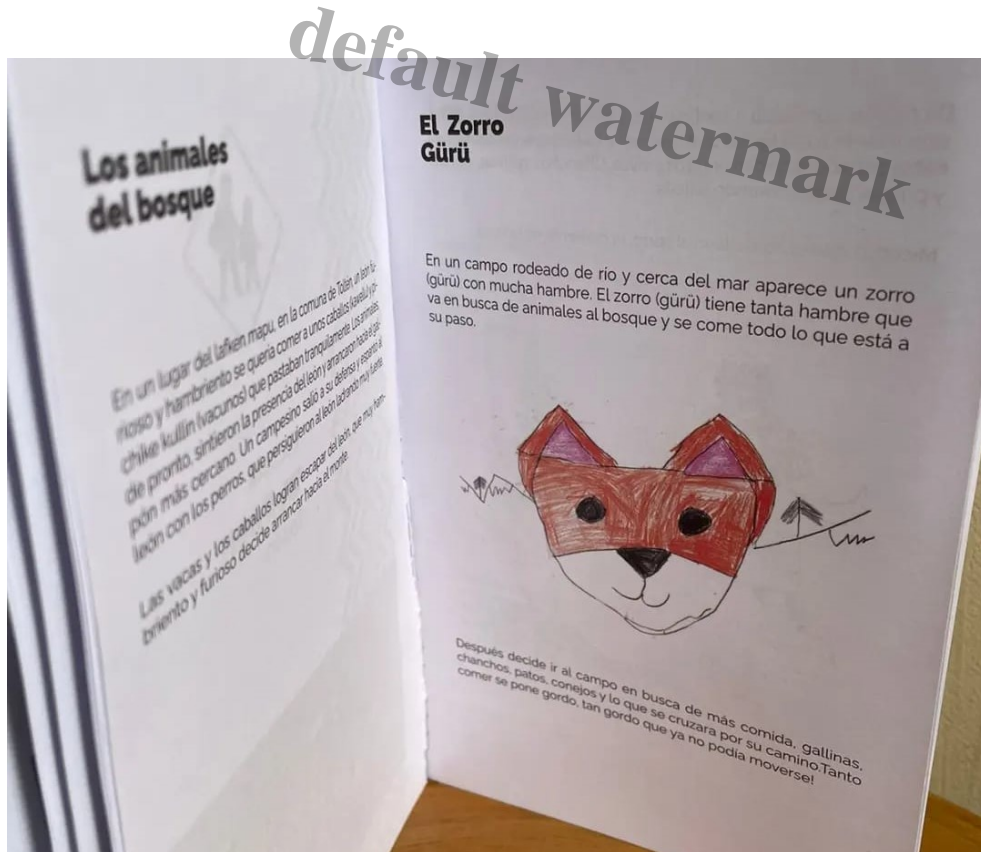 default watermark
Los animales
del bosque
En un lugar del lafken mapu, en la comuna de Toltén, un león fu-
rioso y hambriento se quería comer a unos caballos (kawellu) y pi-
chike kulliñ (vacunos) que pastaban tranquilamente. Los animales,
de pronto, sintieron la presencia del león y arrancaron hacia el gal-
pón más cercano. Un campesino salió a su defensa y espantó al
león con los perros, que persiguieron al león ladrando muy fuerte.
Las vacas y los caballos logran escapar del león, que muy ham-
briento y furioso decide arrancar hacia el monte.
El Zorro
Gürü
En un campo rodeado de río y cerca del mar aparece un zorro
(gürü) con mucha hambre. El zorro (gürü) tiene tanta hambre que
va en busca de animales al bosque y se come todo lo que está a
su paso.
Después decide ir al campo en busca de más comida, gallinas,
chanchos, patos, conejos y lo que se cruzara por su camino.Tanto
comer se pone gordo, tan gordo que ya no podía moverse!